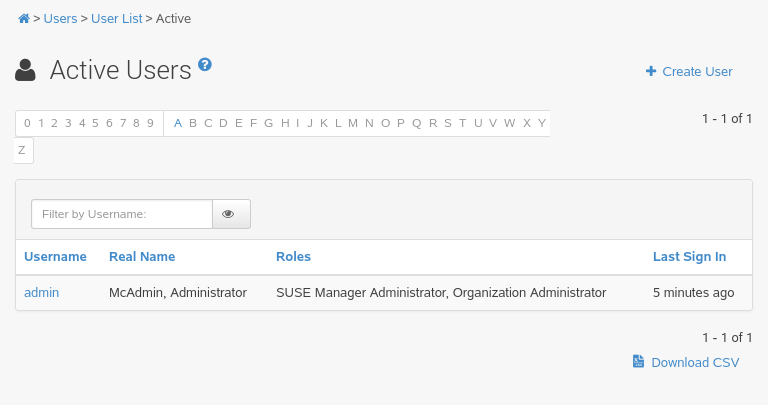 > Users > User List > Active
Active Users ?
+ Create User
0 1 2 3 4 5 6 7 8 9 A B C D E F G H I J K L M N O P Q R S T U V W X Y
1 - 1 of 1
Z
Filter by Username:
Username Real Name Roles Last Sign In
admin McAdmin, Administrator SUSE Manager Administrator, Organization Administrator 5 minutes ago
1 - 1 of 1
Download CSV